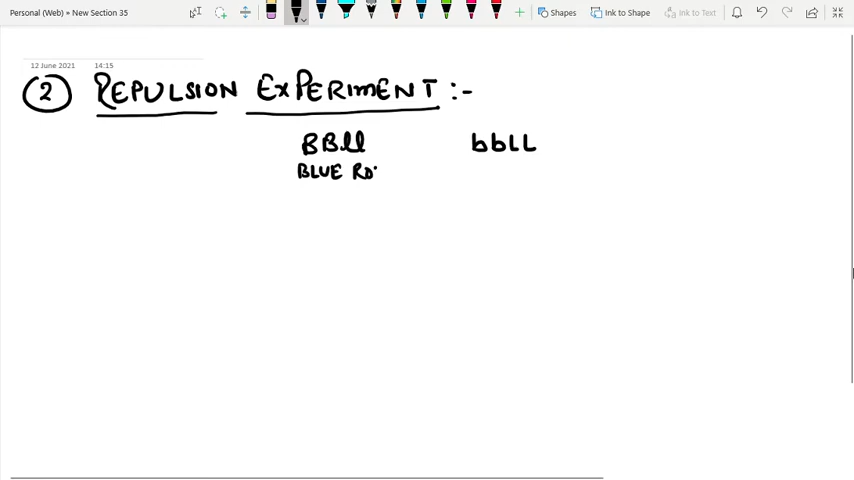 Personal (Web) » New Section 35
Shapes
Ink to Shape
Ink to Text
12 June 2021 14:15
2 REPULSION EXPERIMENT :-
BBll bbLL
BLUE RO